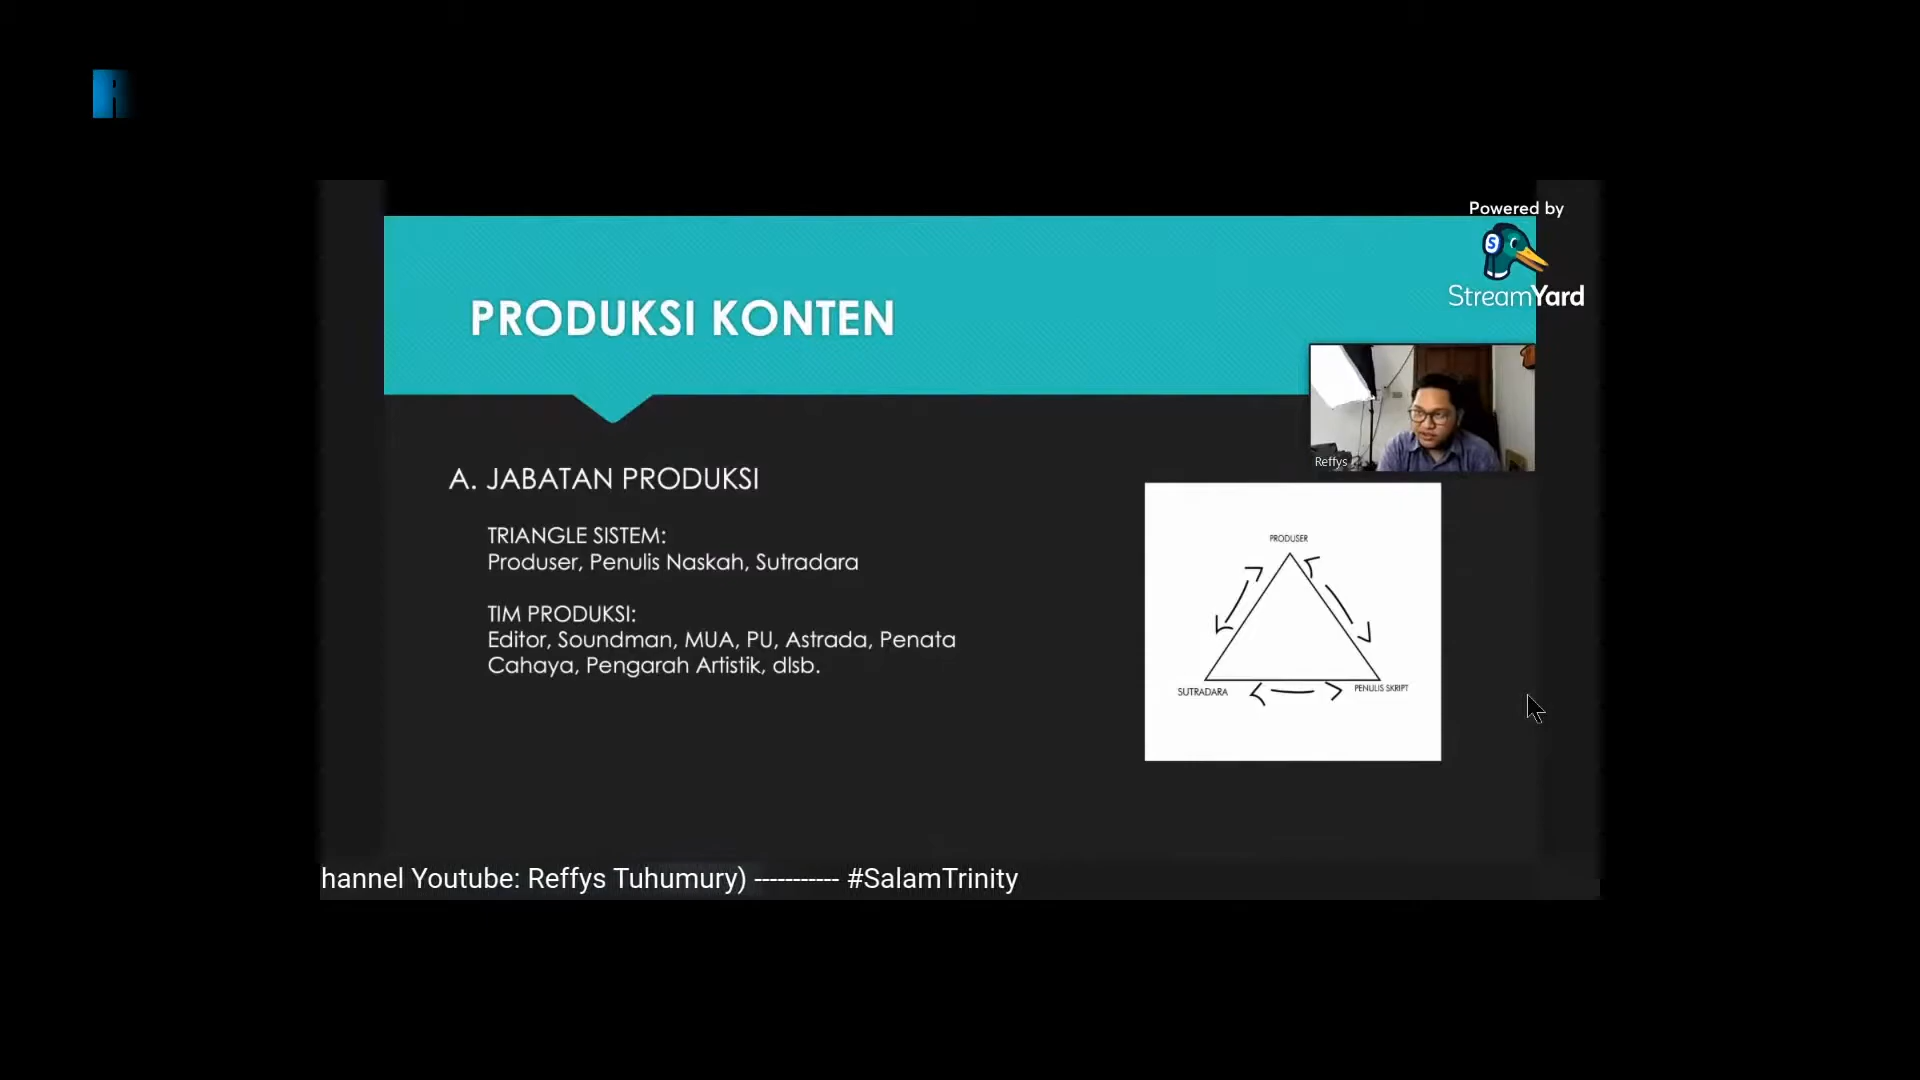 Powered by
StreamYard
PRODUKSI KONTEN
Reffys
A. JABATAN PRODUKSI
TRIANGLE SISTEM:
Produser, Penulis Naskah, Sutradara
TIM PRODUKSI:
Editor, Soundman, MUA, PU, Astrada, Penata
Cahaya, Pengarah Artistik, dlsb.
PRODUSER
SUTRADARA
PENULIS SKRIPT
hannel Youtube: Reffys Tuhumury) ----------- #SalamTrinity